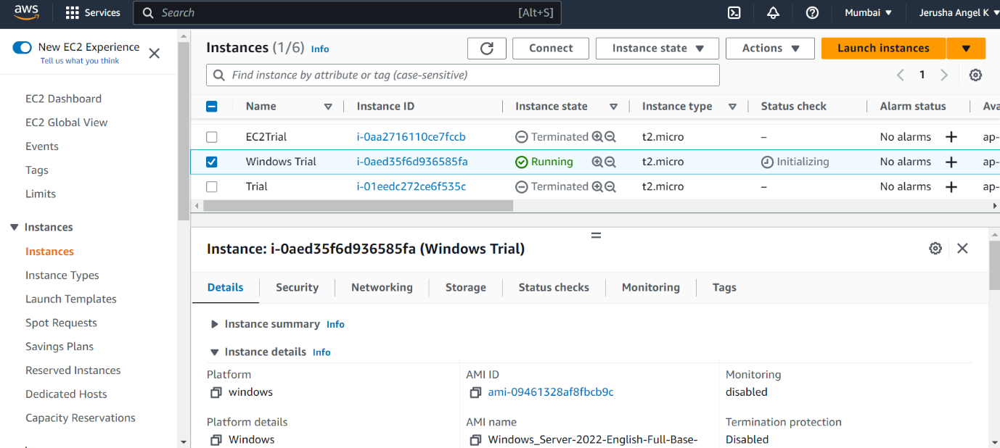 aws Services Search [Alt+S] Mumbai Jerusha Angel K
New EC2 Experience
Tell us what you think
EC2 Dashboard
EC2 Global View
Events
Tags
Limits
Instances
Instances
Instance Types
Launch Templates
Spot Requests
Savings Plans
Reserved Instances
Dedicated Hosts
Capacity Reservations
Instances (1/6) Info Connect Instance state Actions Launch instances
Find instance by attribute or tag (case-sensitive) 1
Name Instance ID Instance state Instance type Status check Alarm status Ava
EC2Trial i-0aa2716110ce7fccb Terminated t2.micro – No alarms + ap-
Windows Trial i-0aed35f6d936585fa Running t2.micro Initializing No alarms + ap-
Trial i-01eedc272ce6f535c Terminated t2.micro – No alarms + ap-
Instance: i-0aed35f6d936585fa (Windows Trial)
Details Security Networking Storage Status checks Monitoring Tags
Instance summary Info
Instance details Info
Platform AMI ID Monitoring
windows ami-09461328af8fbcb9c disabled
Platform details AMI name Termination protection
Windows Windows_Server-2022-English-Full-Base- Disabled